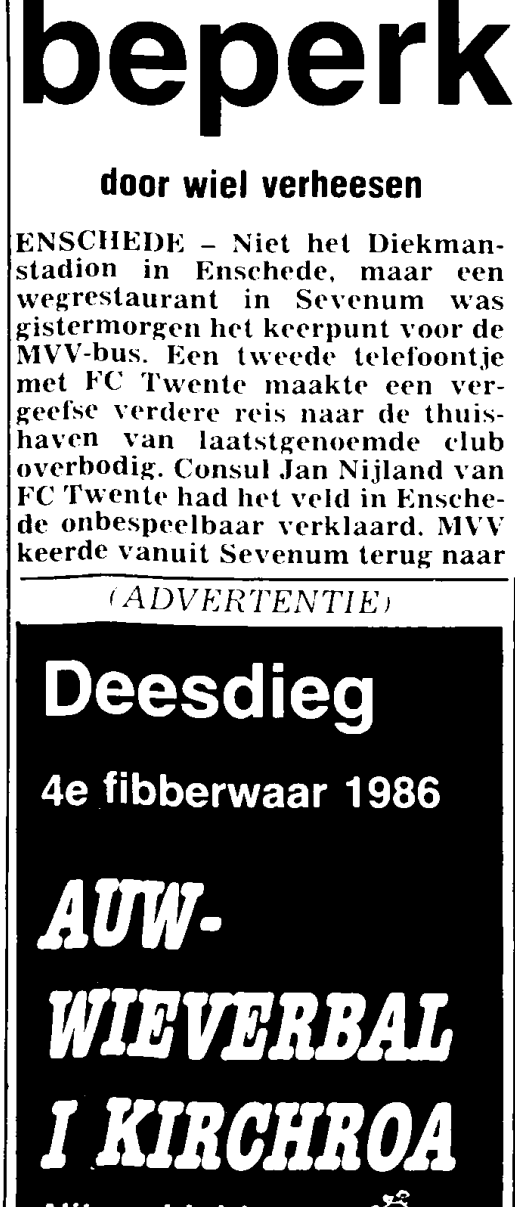 beperk
door wiel verheesen
ENSCHEDE – Niet het Diekman-
stadion in Enschede, maar een
wegrestaurant in Sevenum was
gistermorgen het keerpunt voor de
MVV-bus. Een tweede telefoontje
met FC Twente maakte een ver-
geefse verdere reis naar de thuis-
haven van laatstgenoemde club
overbodig. Consul Jan Nijland van
FC Twente had het veld in Ensche-
de onbespeelbaar verklaard. MVV
keerde vanuit Sevenum terug naar
(ADVERTENTIE)
Deesdieg
4e fibberwaar 1986
AUW-
WIEVERBAL
I KIRCHROA